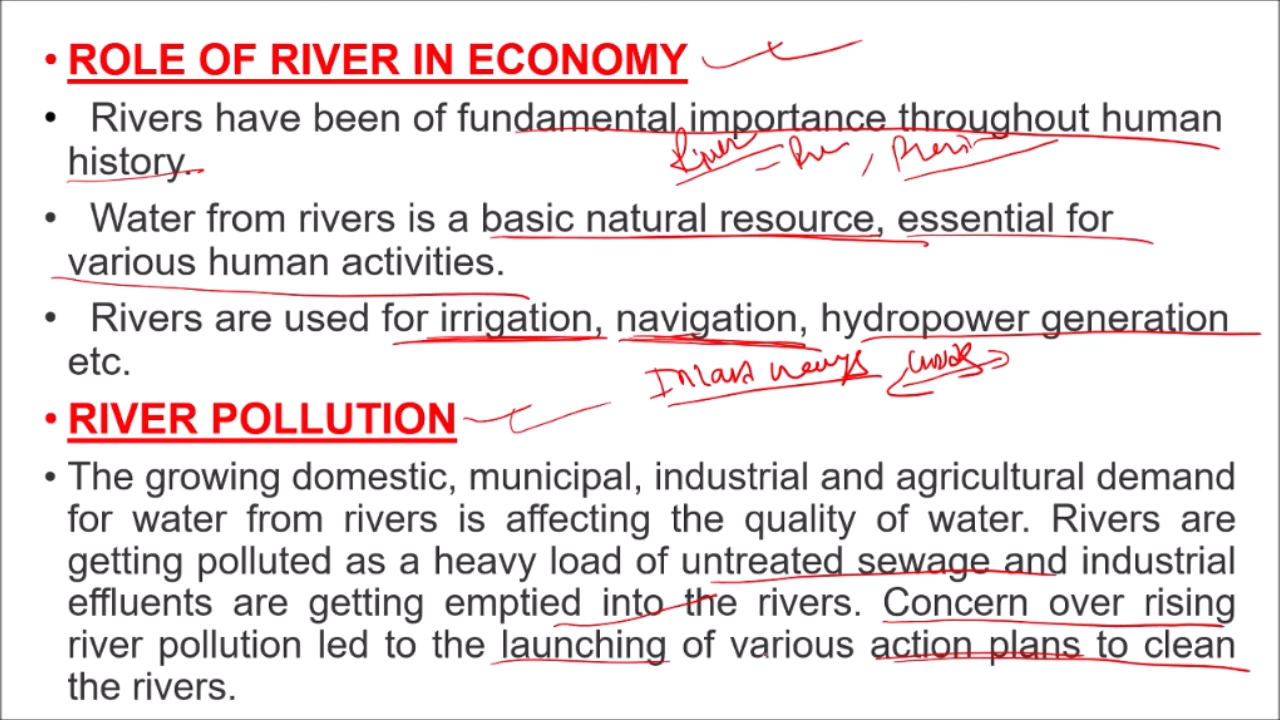 • ROLE OF RIVER IN ECONOMY
• Rivers have been of fundamental importance throughout human
history.
River
• Water from rivers is a basic natural resource, essential for
various human activities.
• Rivers are used for irrigation, navigation, hydropower generation
etc.
• RIVER POLLUTION
• The growing domestic, municipal, industrial and agricultural demand
for water from rivers is affecting the quality of water. Rivers are
getting polluted as a heavy load of untreated sewage and industrial
effluents are getting emptied into the rivers. Concern over rising
river pollution led to the launching of various action plans to clean
the rivers.